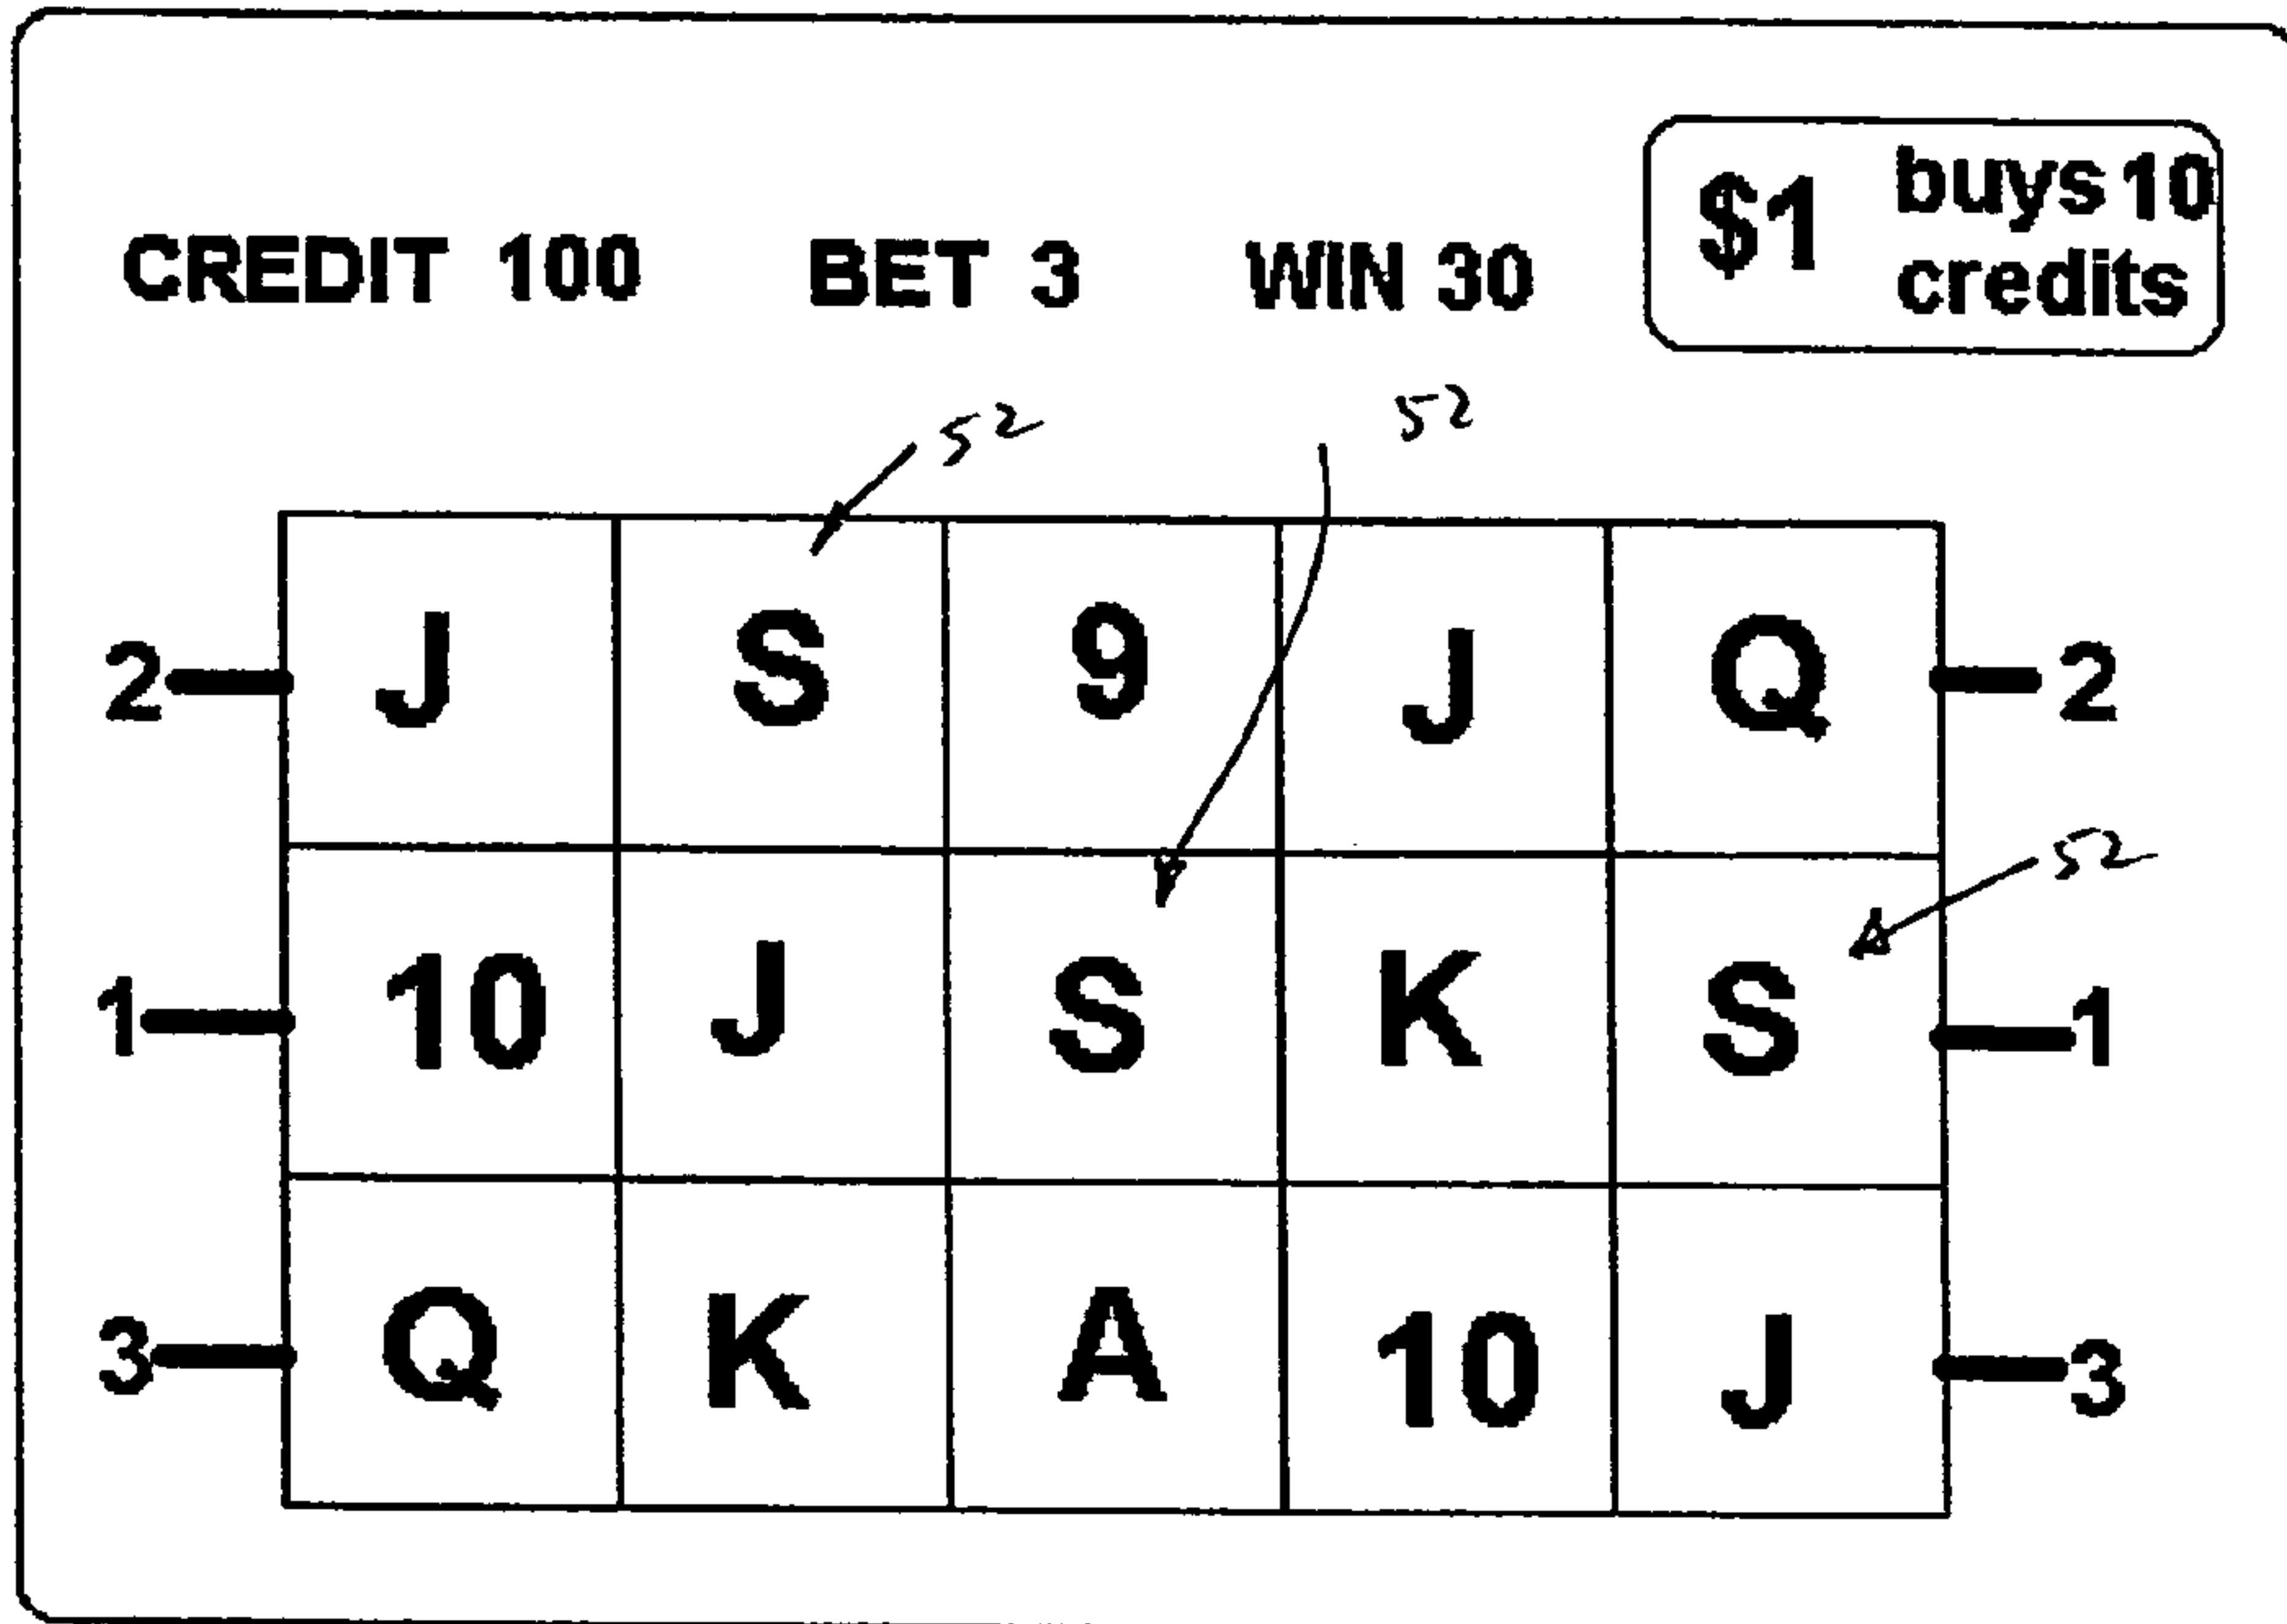 $1 buys 10
credits
CREDIT 100 BET 3 WIN 30
52 52
2 J S 9 J Q 2
52
1 10 J S K S 1
3 Q K A 10 J 3